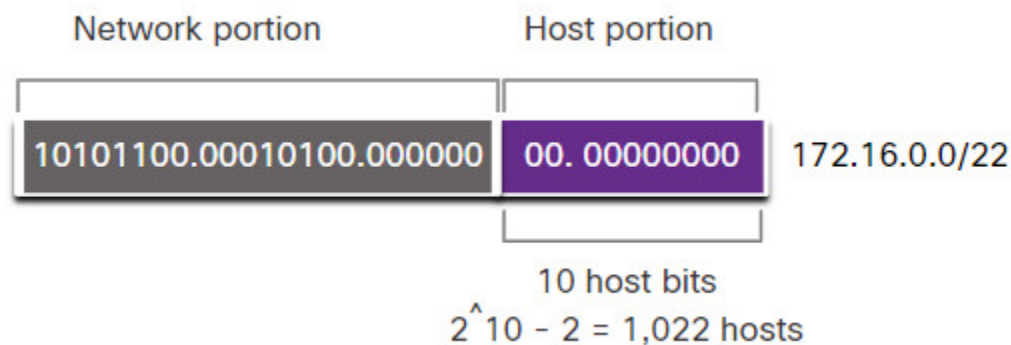 Network portion Host portion
10101100.00010100.000000 00. 00000000 172.16.0.0/22
10 host bits
2^10 - 2 = 1,022 hosts